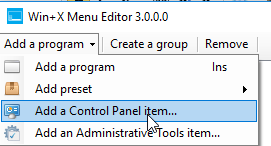 Win+X Menu Editor 3.0.0.0
Add a program Create a group Remove
Add a program Ins
Add preset
Add a Control Panel item...
Add an Administrative Tools item...